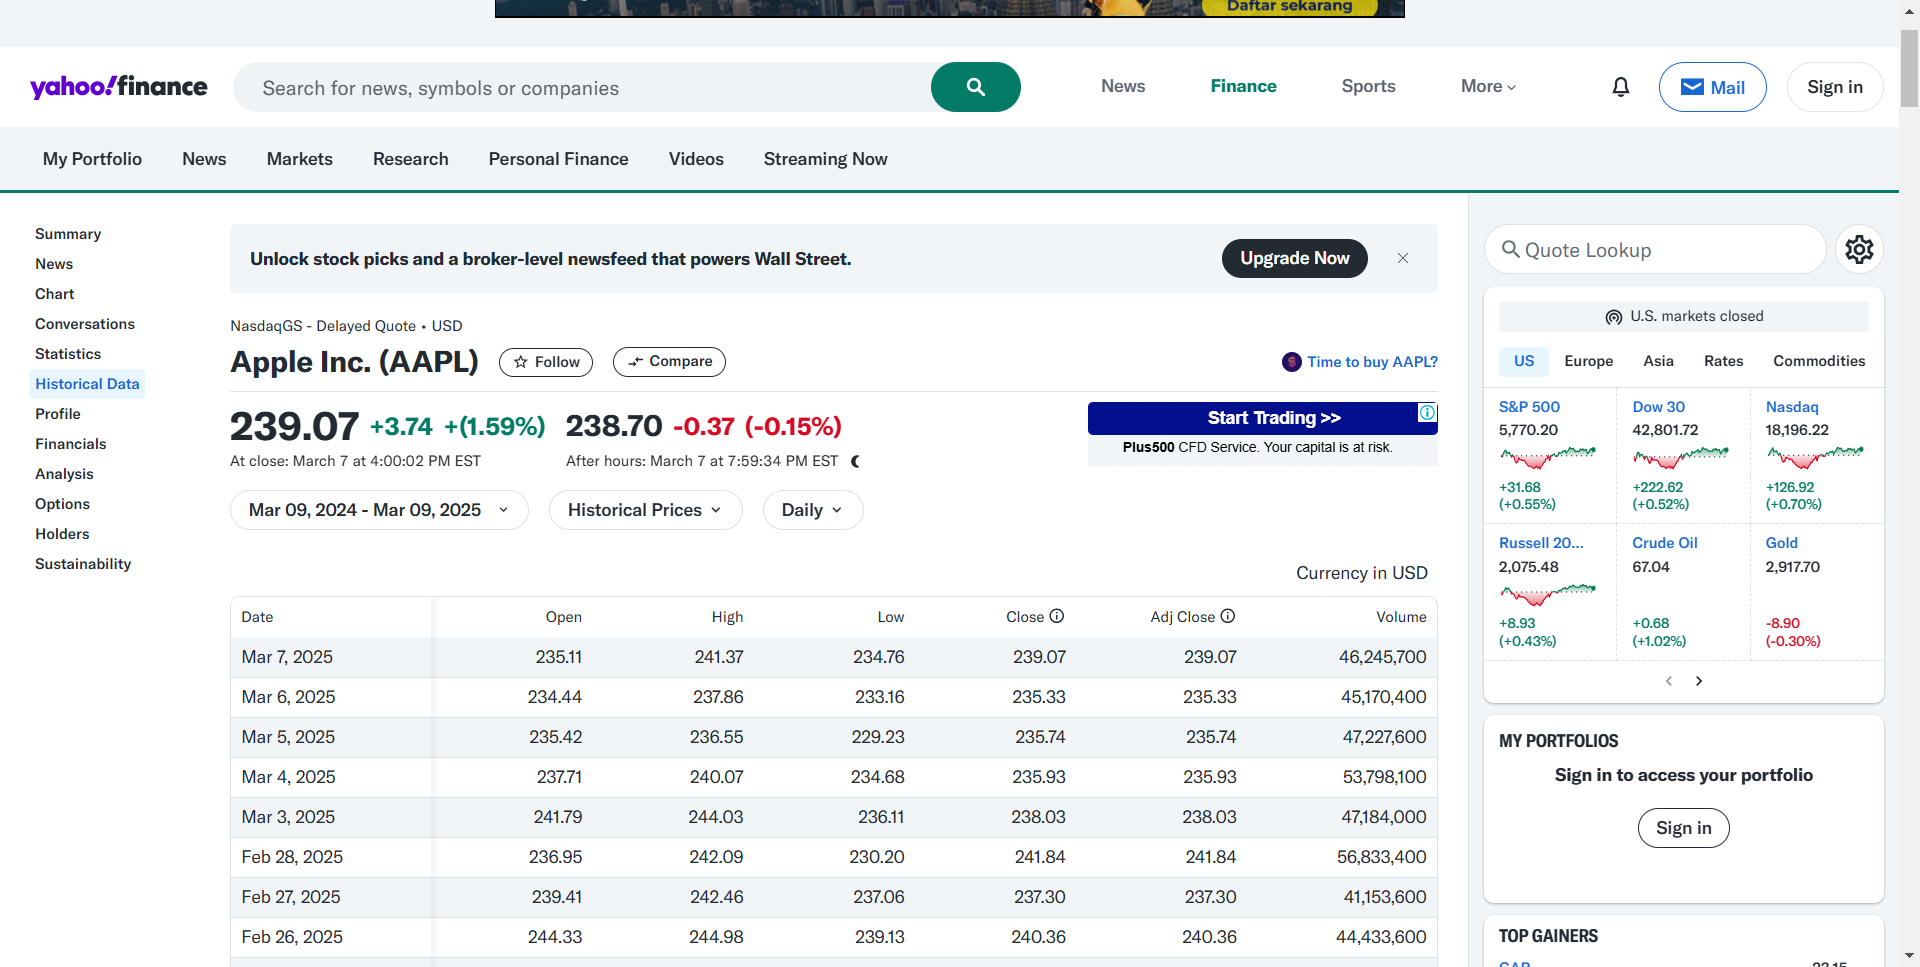 Daftar sekarang
yahoo!finance
Search for news, symbols or companies
News
Finance
Sports
More
Mail
Sign in
My Portfolio
News
Markets
Research
Personal Finance
Videos
Streaming Now
Summary
News
Chart
Conversations
Statistics
Historical Data
Profile
Financials
Analysis
Options
Holders
Sustainability
Unlock stock picks and a broker-level newsfeed that powers Wall Street.
Upgrade Now
NasdaqGS - Delayed Quote • USD
Apple Inc. (AAPL)
Follow
Compare
Time to buy AAPL?
239.07 +3.74 +(1.59%)
At close: March 7 at 4:00:02 PM EST
238.70 -0.37 (-0.15%)
After hours: March 7 at 7:59:34 PM EST
Start Trading >>
Plus500 CFD Service. Your capital is at risk.
Mar 09, 2024 - Mar 09, 2025
Historical Prices
Daily
Currency in USD
Date Open High Low Close Adj Close Volume
Mar 7, 2025 235.11 241.37 234.76 239.07 239.07 46,245,700
Mar 6, 2025 234.44 237.86 233.16 235.33 235.33 45,170,400
Mar 5, 2025 235.42 236.55 229.23 235.74 235.74 47,227,600
Mar 4, 2025 237.71 240.07 234.68 235.93 235.93 53,798,100
Mar 3, 2025 241.79 244.03 236.11 238.03 238.03 47,184,000
Feb 28, 2025 236.95 242.09 230.20 241.84 241.84 56,833,400
Feb 27, 2025 239.41 242.46 237.06 237.30 237.30 41,153,600
Feb 26, 2025 244.33 244.98 239.13 240.36 240.36 44,433,600
Quote Lookup
U.S. markets closed
US Europe Asia Rates Commodities
S&P 500
5,770.20
+31.68
(+0.55%)
Dow 30
42,801.72
+222.62
(+0.52%)
Nasdaq
18,196.22
+126.92
(+0.70%)
Russell 20...
2,075.48
+8.93
(+0.43%)
Crude Oil
67.04
+0.68
(+1.02%)
Gold
2,917.70
-8.90
(-0.30%)
MY PORTFOLIOS
Sign in to access your portfolio
Sign in
TOP GAINERS